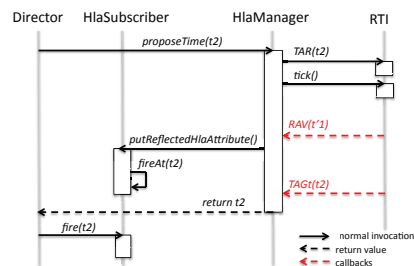 Director HlaSubscriber HlaManager RTI
proposeTime(t2)
TAR(t2)
tick()
RAV(t'1)
putReflectedHlaAttribute()
fireAt(t2)
TAGt(t2)
return t2
fire(t2)
normal invocation
return value
callbacks